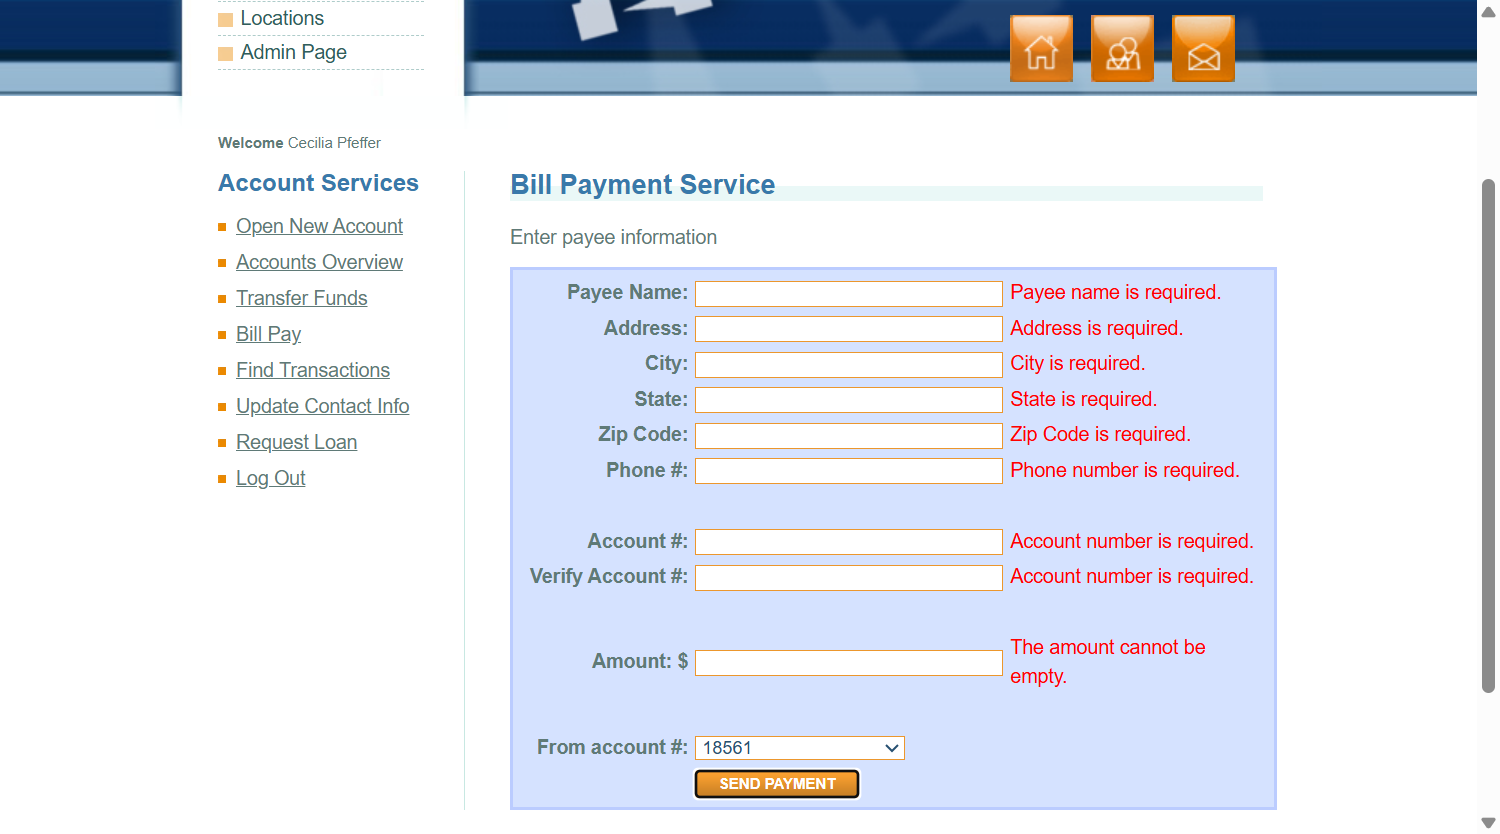 Locations
Admin Page
Welcome Cecilia Pfeffer
Account Services
Open New Account
Accounts Overview
Transfer Funds
Bill Pay
Find Transactions
Update Contact Info
Request Loan
Log Out
Bill Payment Service
Enter payee information
Payee Name: Payee name is required.
Address: Address is required.
City: City is required.
State: State is required.
Zip Code: Zip Code is required.
Phone #: Phone number is required.
Account #: Account number is required.
Verify Account #: Account number is required.
Amount: $ The amount cannot be
empty.
From account #: 18561
SEND PAYMENT